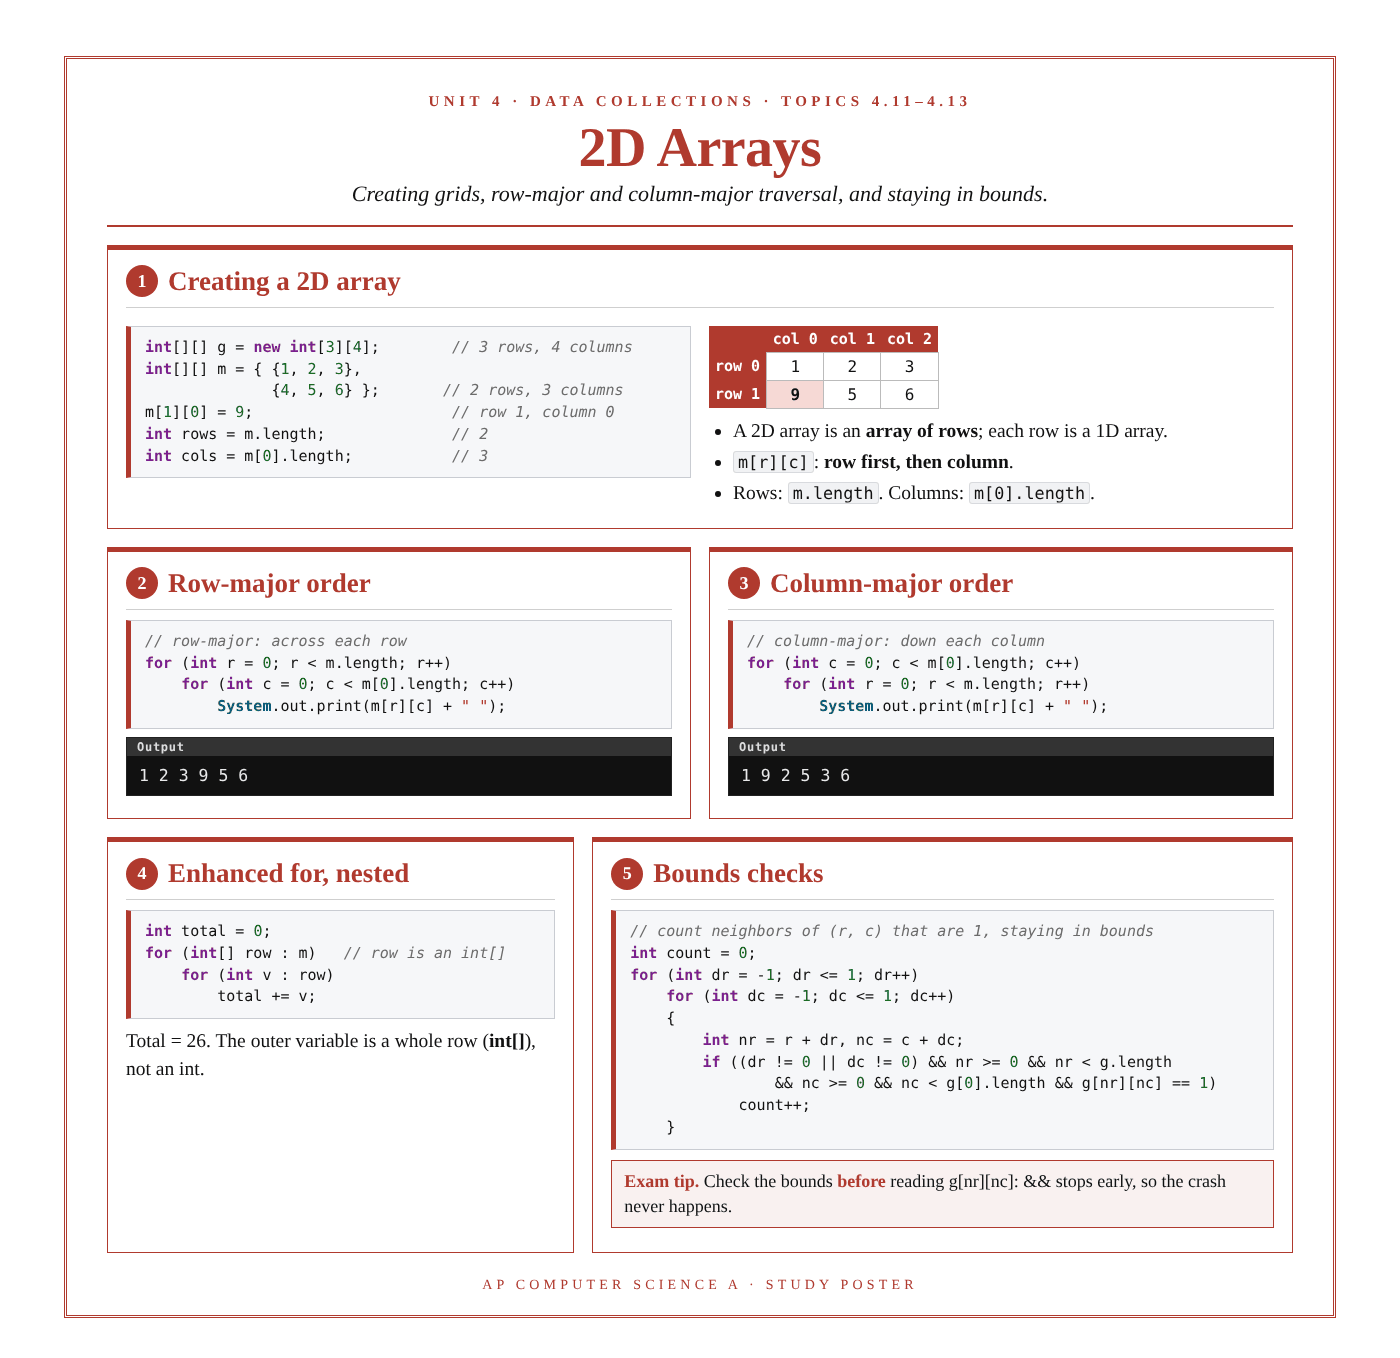 UNIT 4 · DATA COLLECTIONS · TOPICS 4.11–4.13
2D Arrays
Creating grids, row-major and column-major traversal, and staying in bounds.
1 Creating a 2D array
int[][] g = new int[3][4];        // 3 rows, 4 columns
int[][] m = { {1, 2, 3},
              {4, 5, 6} };       // 2 rows, 3 columns
m[1][0] = 9;                      // row 1, column 0
int rows = m.length;              // 2
int cols = m[0].length;           // 3
col 0 col 1 col 2
row 0 1 2 3
row 1 9 5 6
• A 2D array is an array of rows; each row is a 1D array.
• m[r][c]: row first, then column.
• Rows: m.length. Columns: m[0].length.
2 Row-major order
// row-major: across each row
for (int r = 0; r < m.length; r++)
    for (int c = 0; c < m[0].length; c++)
        System.out.print(m[r][c] + " ");
Output
1 2 3 9 5 6
3 Column-major order
// column-major: down each column
for (int c = 0; c < m[0].length; c++)
    for (int r = 0; r < m.length; r++)
        System.out.print(m[r][c] + " ");
Output
1 9 2 5 3 6
4 Enhanced for, nested
int total = 0;
for (int[] row : m)   // row is an int[]
    for (int v : row)
        total += v;
Total = 26. The outer variable is a whole row (int[]),
not an int.
5 Bounds checks
// count neighbors of (r, c) that are 1, staying in bounds
int count = 0;
for (int dr = -1; dr <= 1; dr++)
    for (int dc = -1; dc <= 1; dc++)
    {
        int nr = r + dr, nc = c + dc;
        if ((dr != 0 || dc != 0) && nr >= 0 && nr < g.length
                && nc >= 0 && nc < g[0].length && g[nr][nc] == 1)
            count++;
    }
Exam tip. Check the bounds before reading g[nr][nc]: && stops early, so the crash
never happens.
AP COMPUTER SCIENCE A · STUDY POSTER